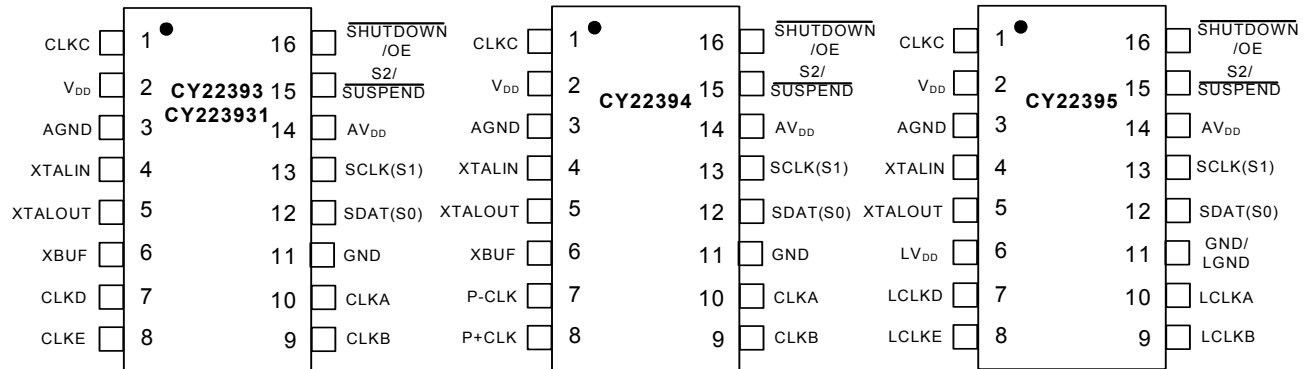 CLKC 1 16 SHUTDOWN/OE
VDD 2 15 S2/SUSPEND
AGND 3 14 AVDD
XTALIN 4 13 SCLK(S1)
XTALOUT 5 12 SDAT(S0)
XBUF 6 11 GND
CLKD 7 10 CLKA
CLKE 8 9 CLKB
CY22393
CY223931
CLKC 1 16 SHUTDOWN/OE
VDD 2 15 S2/SUSPEND
AGND 3 14 AVDD
XTALIN 4 13 SCLK(S1)
XTALOUT 5 12 SDAT(S0)
XBUF 6 11 GND
P-CLK 7 10 CLKA
P+CLK 8 9 CLKB
CY22394
CLKC 1 16 SHUTDOWN/OE
VDD 2 15 S2/SUSPEND
AGND 3 14 AVDD
XTALIN 4 13 SCLK(S1)
XTALOUT 5 12 SDAT(S0)
LVDD 6 11 GND/LGND
LCLKD 7 10 LCLKA
LCLKE 8 9 LCLKB
CY22395